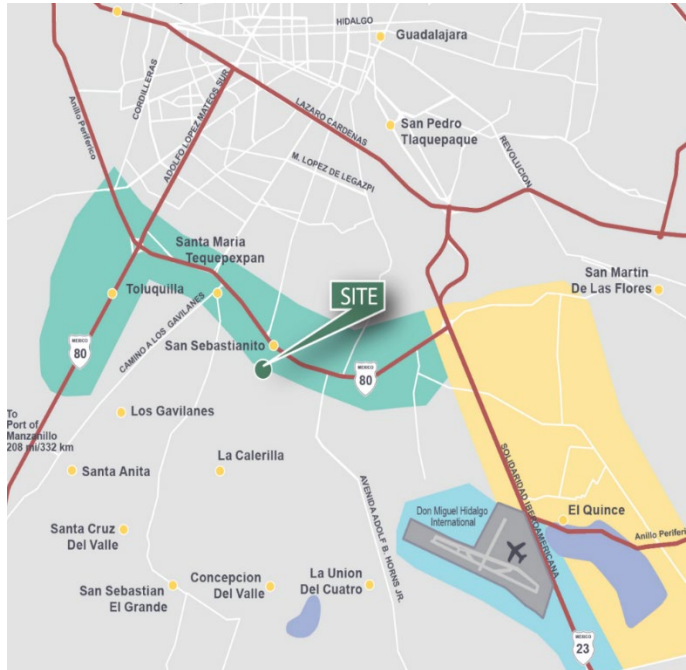 HIDALGO
Guadalajara
CORDILLERAS
Anillo Periferico
ADOLFO LOPEZ MATEOS SUR
LAZARO CARDENAS
San Pedro
Tlaquepaque
REVOLUCION
M. LOPEZ DE LEGAZPI
Santa Maria
Tequepexpan
Toluquilla
SITE
San Martin
De Las Flores
CAMINO A LOS GAVILANES
San Sebastianito
MEXICO
80
MEXICO
80
To
Port of
Manzanillo
208 mi/332 km
Los Gavilanes
La Calerilla
Santa Anita
SOLIDARIDAD IBEROAMERICANA
AVENIDA ADOLF B. HORNS JR.
Don Miguel Hidalgo
International
El Quince
Anillo Periferi
Santa Cruz
Del Valle
San Sebastian
El Grande
Concepcion
Del Valle
La Union
Del Cuatro
MEXICO
23